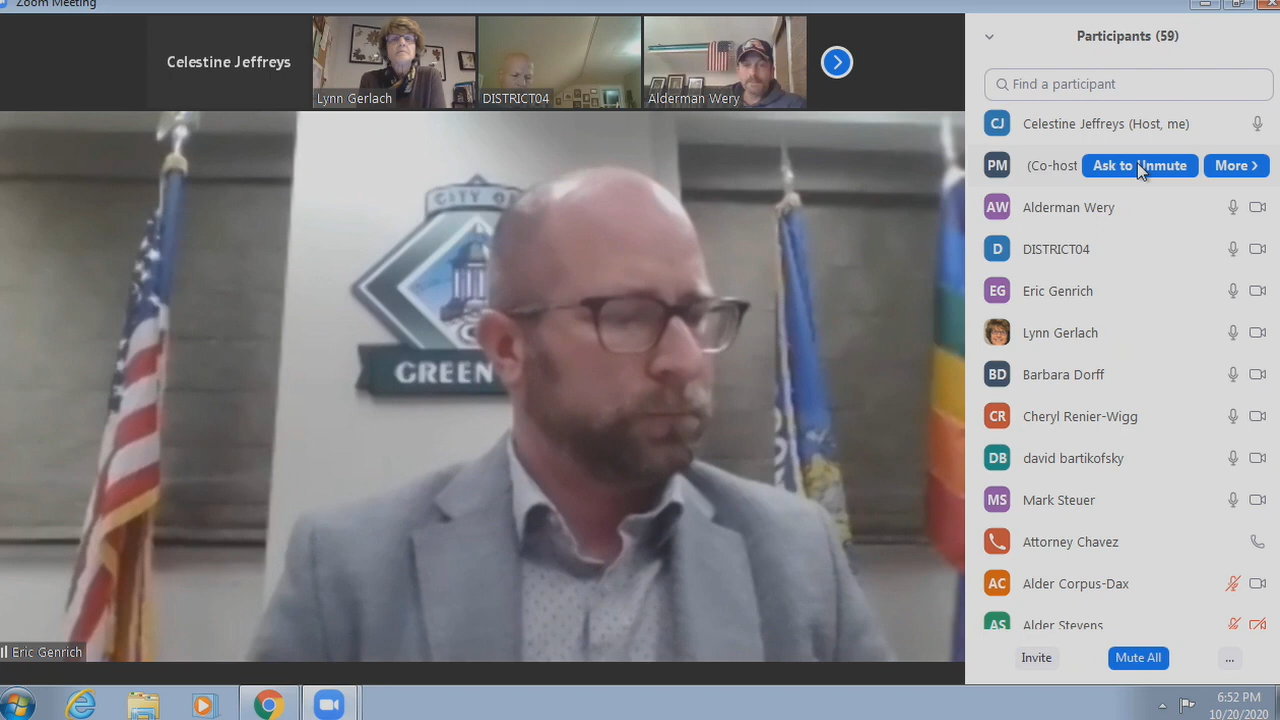 Zoom Meeting
Celestine Jeffreys
Lynn Gerlach
DISTRICT04
Alderman Wery
CITY OF
GREEN
Eric Genrich
Participants (59)
Find a participant
CJ Celestine Jeffreys (Host, me)
PM (Co-host Ask to Unmute More >
AW Alderman Wery
D DISTRICT04
EG Eric Genrich
Lynn Gerlach
BD Barbara Dorff
CR Cheryl Renier-Wigg
DB david bartikofsky
MS Mark Steuer
Attorney Chavez
AC Alder Corpus-Dax
AS Alder Stevens
Invite Mute All ...
6:52 PM
10/20/2020